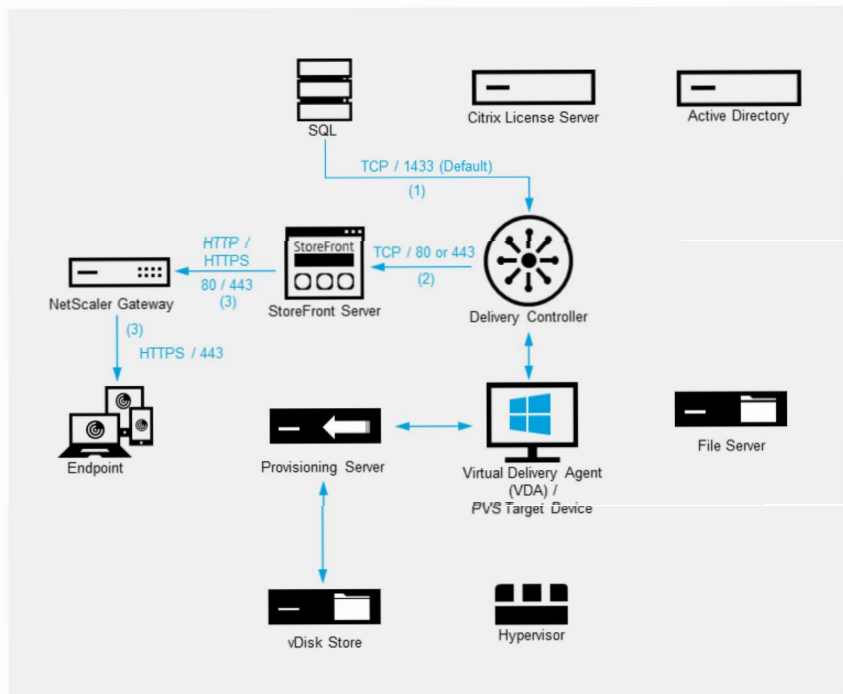 SQL
Citrix License Server
Active Directory
TCP / 1433 (Default)
(1)
HTTP /
HTTPS
80 / 443
(3)
StoreFront
TCP / 80 or 443
(2)
NetScaler Gateway
StoreFront Server
Delivery Controller
(3)
HTTPS / 443
Endpoint
Provisioning Server
Virtual Delivery Agent
(VDA) /
PVS Target Device
File Server
vDisk Store
Hypervisor